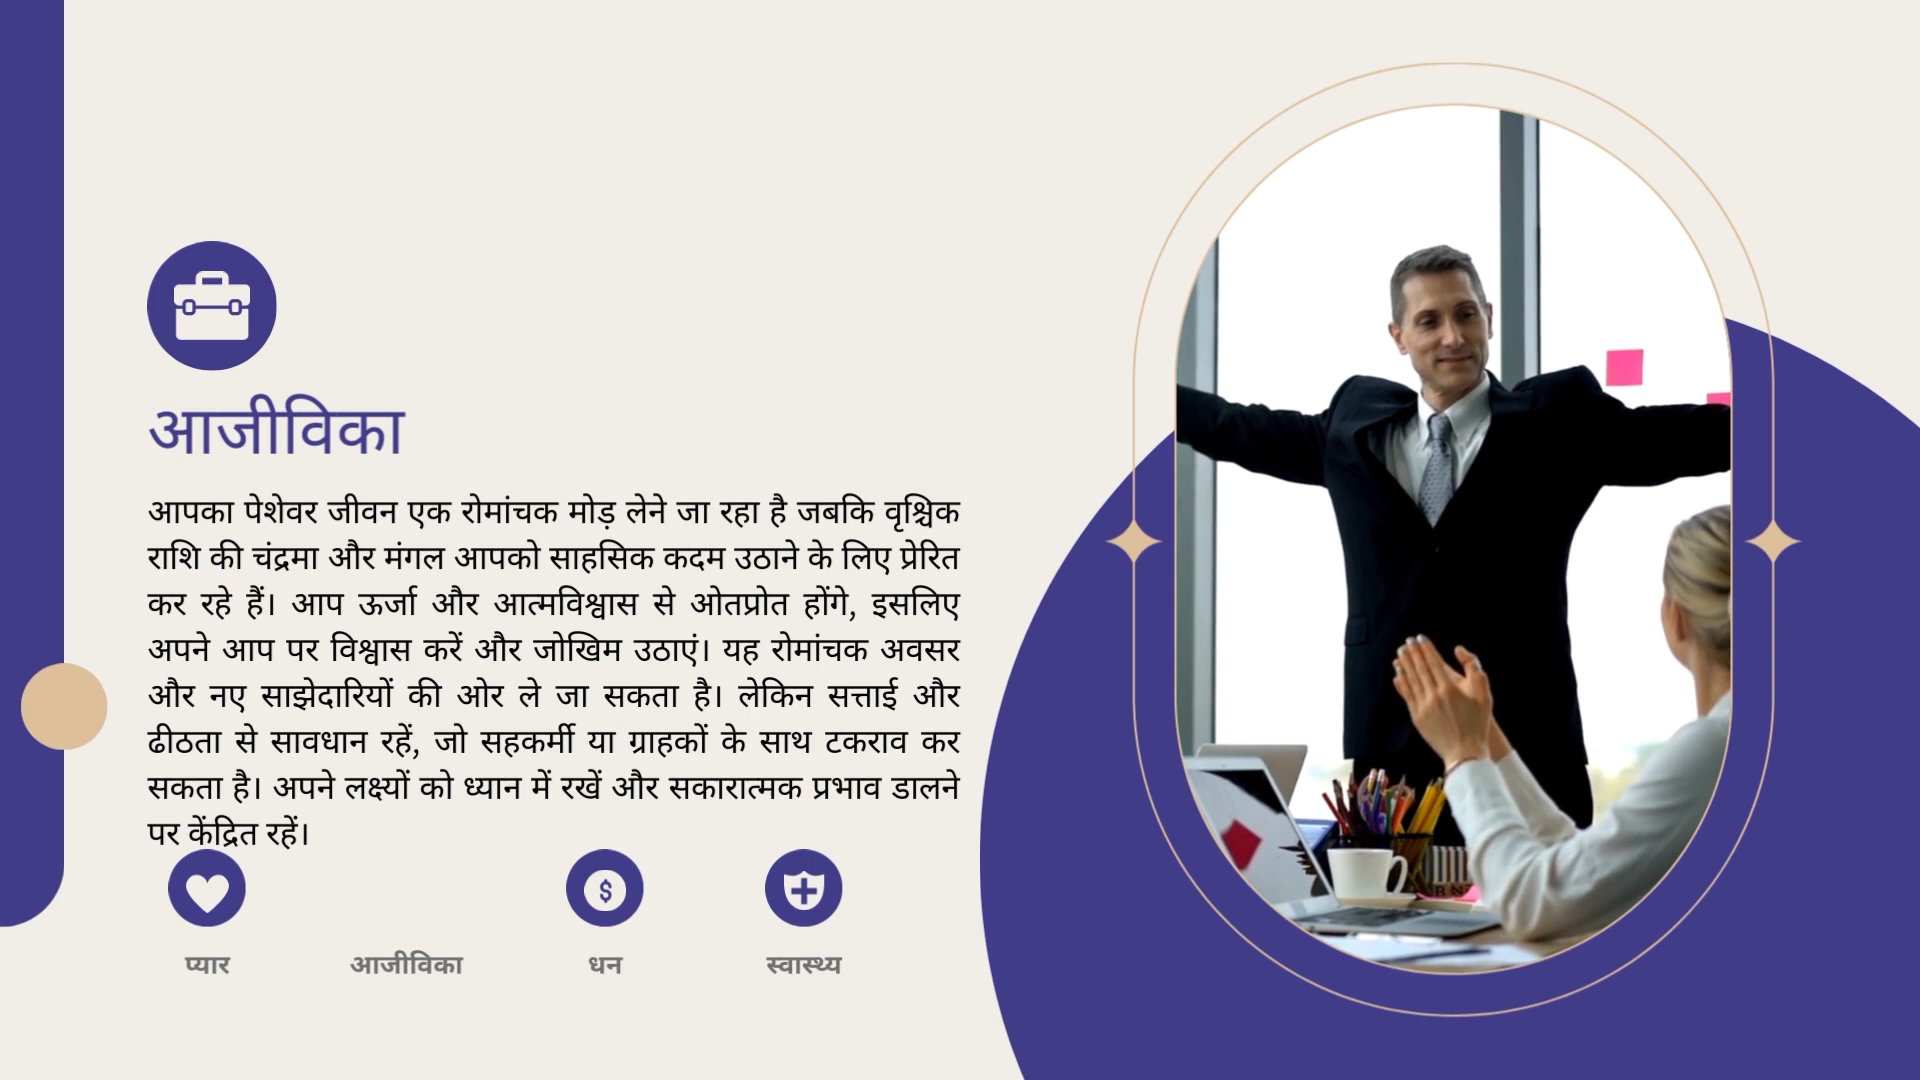 आजीविका
आपका पेशेवर जीवन एक रोमांचक मोड़ लेने जा रहा है जबकि वृश्चिक
राशि की चंद्रमा और मंगल आपको साहसिक कदम उठाने के लिए प्रेरित
कर रहे हैं। आप ऊर्जा और आत्मविश्वास से ओतप्रोत होंगे, इसलिए
अपने आप पर विश्वास करें और जोखिम उठाएं। यह रोमांचक अवसर
और नए साझेदारियों की ओर ले जा सकता है। लेकिन सत्ताई और
ढीठता से सावधान रहें, जो सहकर्मी या ग्राहकों के साथ टकराव कर
सकता है। अपने लक्ष्यों को ध्यान में रखें और सकारात्मक प्रभाव डालने
पर केंद्रित रहें।
$
प्यार आजीविका धन स्वास्थ्य